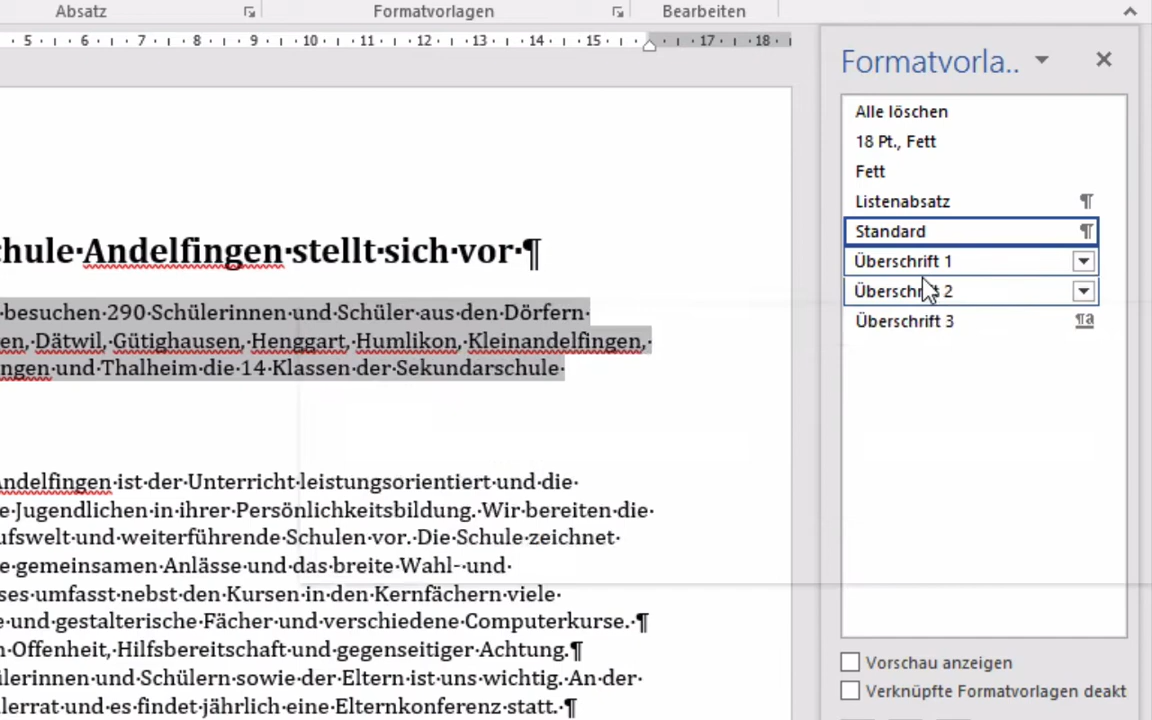 Absatz Formatvorlagen Bearbeiten
5 6 7 8 9 10 11 12 13 14 15 17 18
Formatvorla..
Alle löschen
18 Pt., Fett
Fett
Listenabsatz ¶
Standard ¶
Überschrift 1
Überschrift 2
Überschrift 3 ¶a
chule·Andelfingen·stellt·sich·vor·¶
·besuchen·290·Schülerinnen·und·Schüler·aus·den·Dörfern·
en,·Dätwil,·Gütighausen,·Henggart,·Humlikon,·Kleinandelfingen,·
ngen·und·Thalheim·die·14·Klassen·der·Sekundarschule·
Andelfingen·ist·der·Unterricht·leistungsorientiert·und·die·
e·Jugendlichen·in·ihrer·Persönlichkeitsbildung.·Wir·bereiten·die·
ufswelt·und·weiterführende·Schulen·vor.·Die·Schule·zeichnet·
e·gemeinsamen·Anlässe·und·das·breite·Wahl-·und·
ses·umfasst·nebst·den·Kursen·in·den·Kernfächern·viele·
e·und·gestalterische·Fächer·und·verschiedene·Computerkurse.·¶
n·Offenheit,·Hilfsbereitschaft·und·gegenseitiger·Achtung.¶
ülerinnen·und·Schülern·sowie·der·Eltern·ist·uns·wichtig.·An·der·
ülerrat·und·es·findet·jährlich·eine·Elternkonferenz·statt.·¶
Vorschau anzeigen
Verknüpfte Formatvorlagen deakt